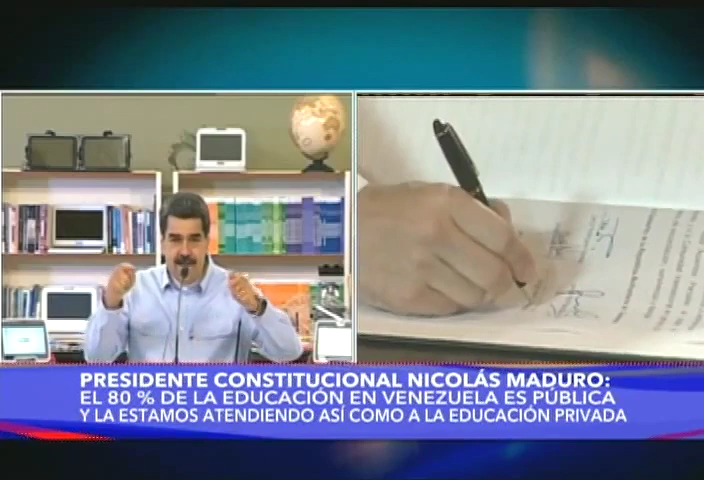 PRESIDENTE CONSTITUCIONAL NICOLÁS MADURO:
EL 80 % DE LA EDUCACIÓN EN VENEZUELA ES PÚBLICA
Y LA ESTAMOS ATENDIENDO ASÍ COMO A LA EDUCACIÓN PRIVADA